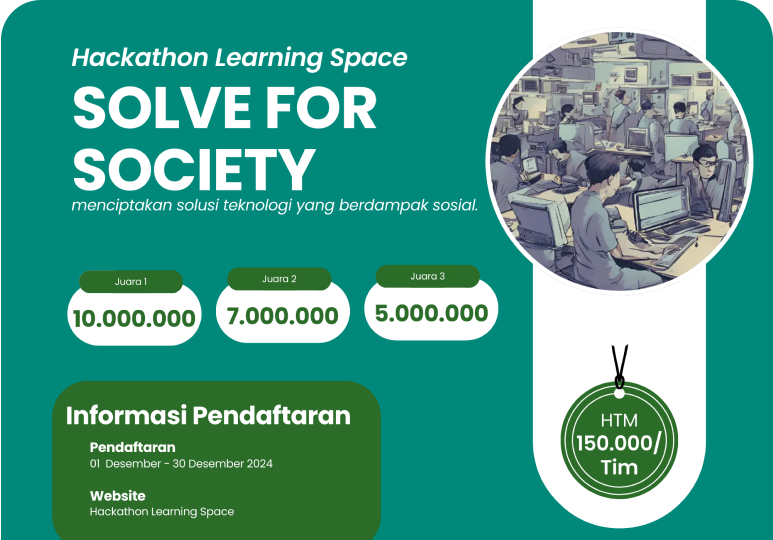 Hackathon Learning Space
SOLVE FOR
SOCIETY
menciptakan solusi teknologi yang berdampak sosial.
Juara 1
10.000.000
Juara 2
7.000.000
Juara 3
5.000.000
Informasi Pendaftaran
Pendaftaran
01 Desember - 30 Desember 2024
Website
Hackathon Learning Space
HTM
150.000/
Tim